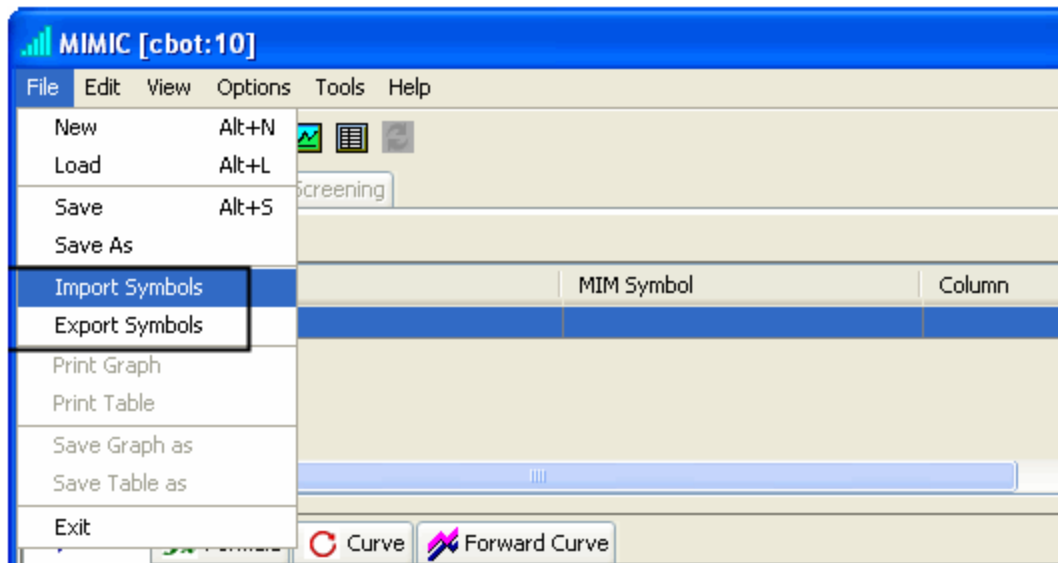 MIMIC [cbot:10]
File Edit View Options Tools Help
New Alt+N
Load Alt+L
Screening
Save Alt+S
Save As
Import Symbols
MIM Symbol Column
Export Symbols
Print Graph
Print Table
Save Graph as
Save Table as
Exit
Curve Forward Curve